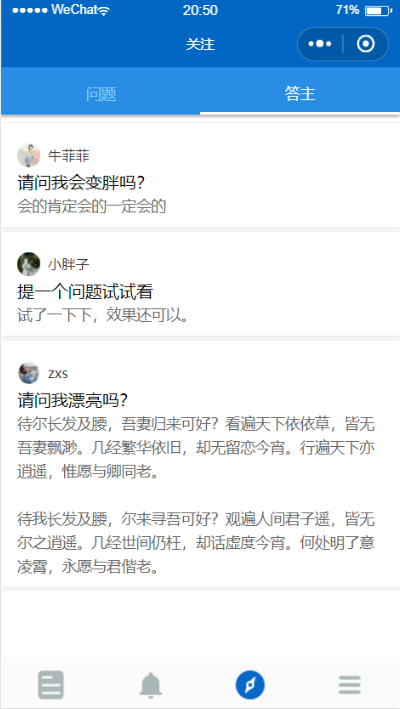 ●●●●● WeChat 20:50 71%
关注
问题 答主
牛菲菲
请问我会变胖吗？
会的肯定会的一定会的
小胖子
提一个问题试试看
试了一下下，效果还可以。
zxs
请问我漂亮吗？
待尔长发及腰，吾妻归来可好？看遍天下依依草，皆无
吾妻飘渺。几经繁华依旧，却无留恋今宵。行遍天下亦
逍遥，惟愿与卿同老。
待我长发及腰，尔来寻吾可好？观遍人间君子遥，皆无
尔之逍遥。几经世间仍枉，却话虚度今宵。何处明了意
凌霄，永愿与君偕老。